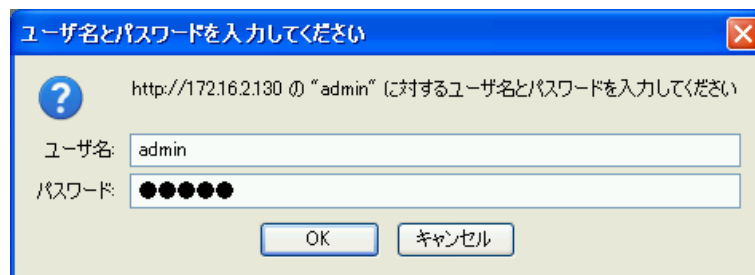 ユーザ名とパスワードを入力してください
http://172.16.2.130 の "admin" に対するユーザ名とパスワードを入力してください
ユーザ名: admin
パスワード: ●●●●●
OK キャンセル